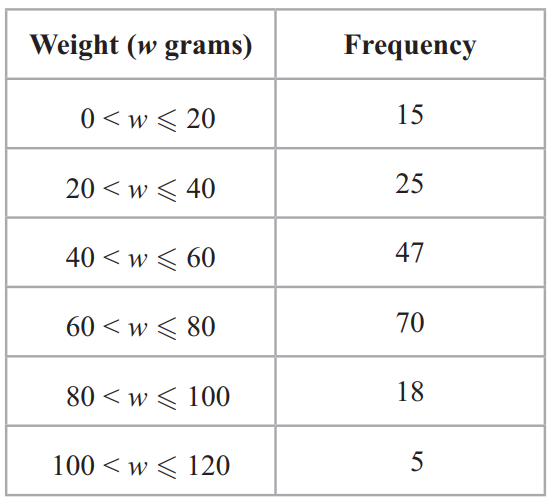 Weight (w grams) Frequency
0 < w ⩽ 20 15
20 < w ⩽ 40 25
40 < w ⩽ 60 47
60 < w ⩽ 80 70
80 < w ⩽ 100 18
100 < w ⩽ 120 5